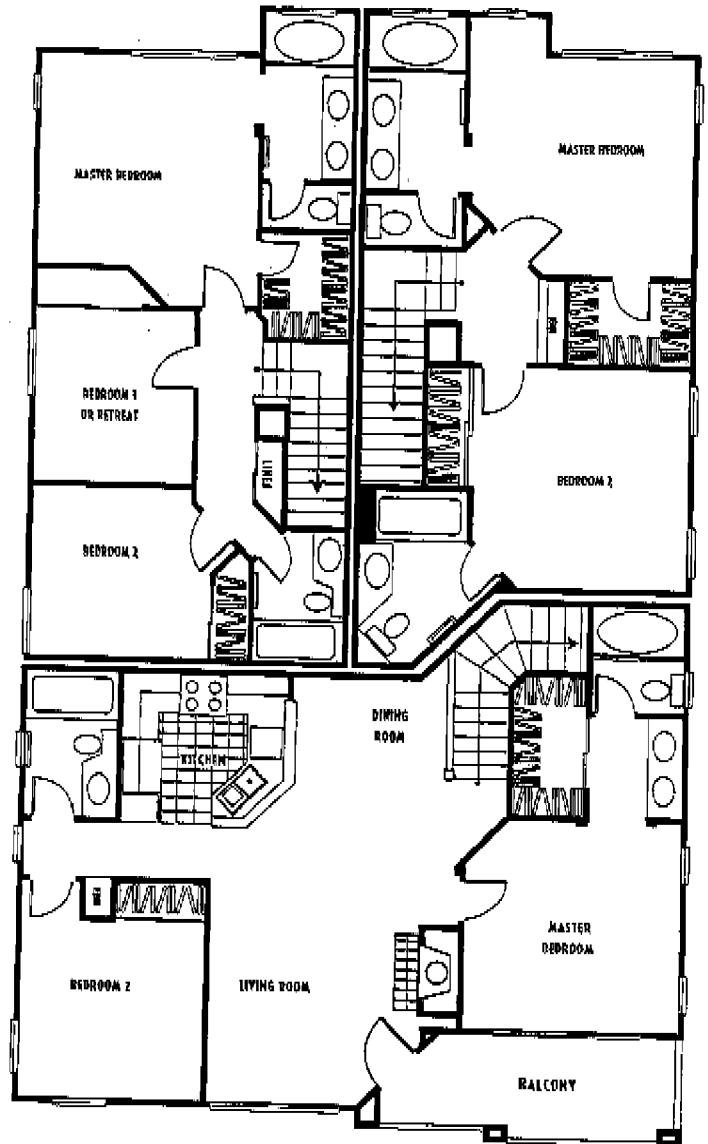 MASTER BEDROOM
MASTER BEDROOM
BEDROOM 3
OR RETREAT
LINEN
BEDROOM 2
BEDROOM 2
DINING
ROOM
KITCHEN
MASTER
BEDROOM
BEDROOM 2
LIVING ROOM
BALCONY